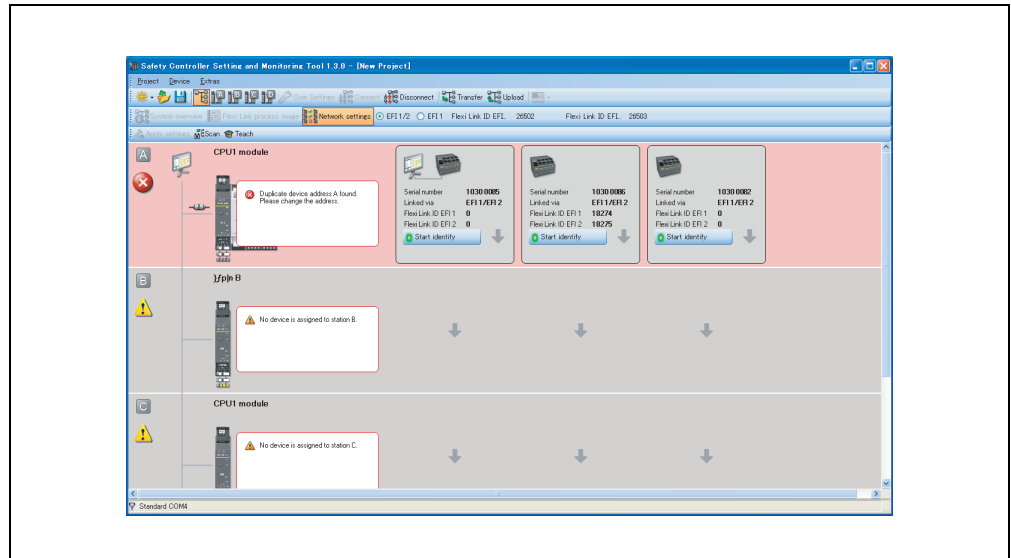 Safety Controller Setting and Monitoring Tool 1.3.0 - [New Project]
Project Device Extras
Core Settings Connect Disconnect Transfer Upload
System overview Flexi Link process image Network settings EFI1/2 EFI1 Flexi Link ID EFI.. 26502 Flexi Link ID EFI.. 26503
Apply settings Scan Teach
A CPU1 module
Duplicate device address A found.
Please change the address.
Serial number 1030 0085
Linked via EFI 1/EFI 2
Flexi Link ID EFI 1 0
Flexi Link ID EFI 2 0
Start identify
Serial number 1030 0086
Linked via EFI 1/EFI 2
Flexi Link ID EFI 1 18274
Flexi Link ID EFI 2 18275
Start identify
Serial number 1030 0082
Linked via EFI 1/EFI 2
Flexi Link ID EFI 1 0
Flexi Link ID EFI 2 0
Start identify
B }ƒp|n B
No device is assigned to station B.
C CPU1 module
No device is assigned to station C.
Standard COM4